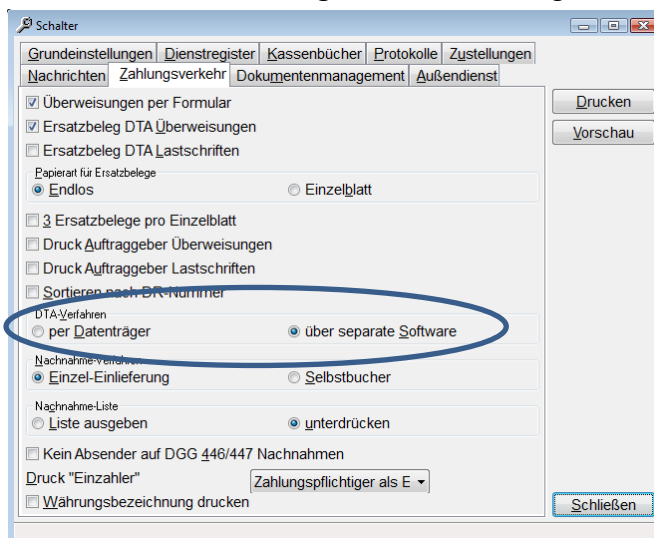 Schalter
Grundeinstellungen Dienstregister Kassenbücher Protokolle Zustellungen
Nachrichten Zahlungsverkehr Dokumentenmanagement Außendienst
Überweisungen per Formular
Drucken
Ersatzbeleg DTA Überweisungen
Vorschau
Ersatzbeleg DTA Lastschriften
Papierart für Ersatzbelege
Endlos Einzelblatt
3 Ersatzbelege pro Einzelblatt
Druck Auftraggeber Überweisungen
Druck Auftraggeber Lastschriften
Sortieren nach DR-Nummer
DTA-Verfahren
per Datenträger über separate Software
Nachnahme-Verfahren
Einzel-Einlieferung Selbstbucher
Nachnahme-Liste
Liste ausgeben unterdrücken
Kein Absender auf DGG 446/447 Nachnahmen
Druck "Einzahler" Zahlungspflichtiger als E
Währungsbezeichnung drucken
Schließen